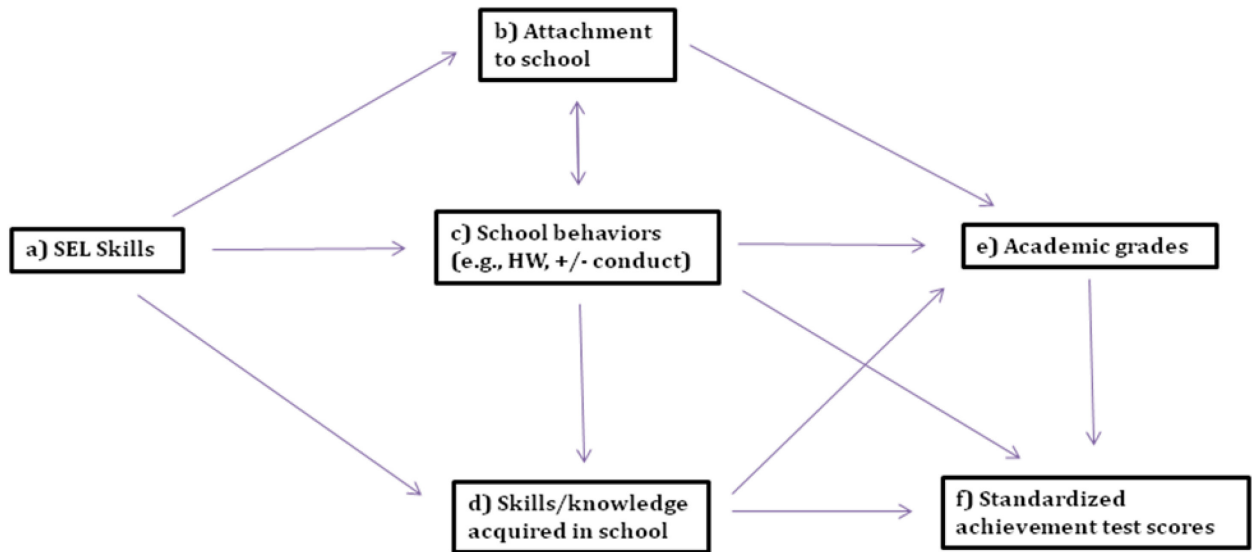 b) Attachment
to school
a) SEL Skills
c) School behaviors
(e.g., HW, +/- conduct)
e) Academic grades
d) Skills/knowledge
acquired in school
f) Standardized
achievement test scores